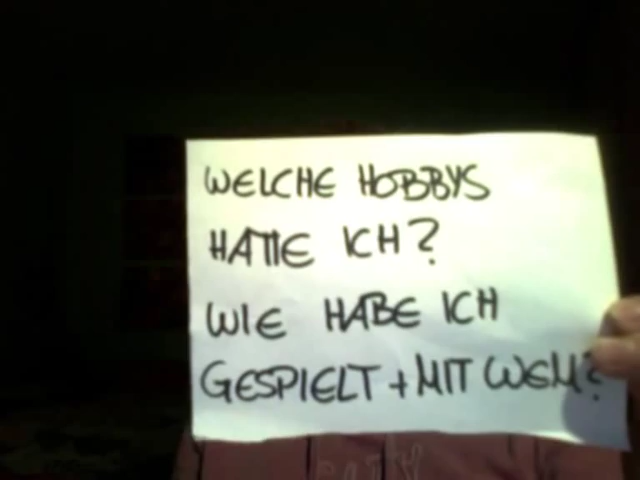 WELCHE HOBBYS
HATTE ICH?
WIE HABE ICH
GESPIELT + MIT WEM?